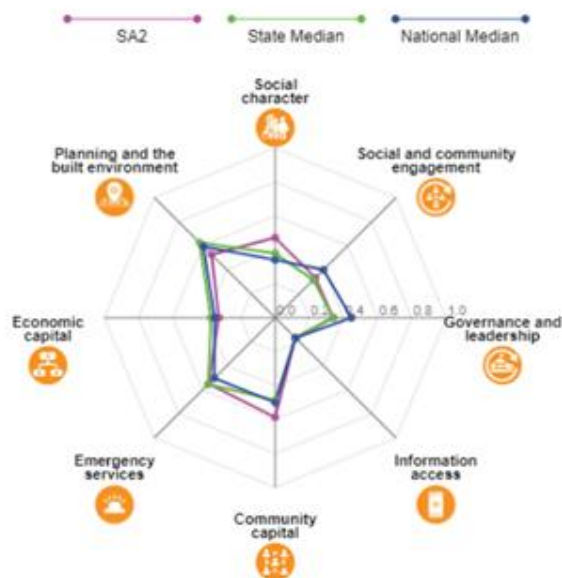 SA2
State Median
National Median
Social
character
Planning and the
built environment
Social and community
engagement
0.0 0.2 0.4 0.6 0.8 1.0
Economic
capital
Governance and
leadership
Emergency
services
Information
access
Community
capital